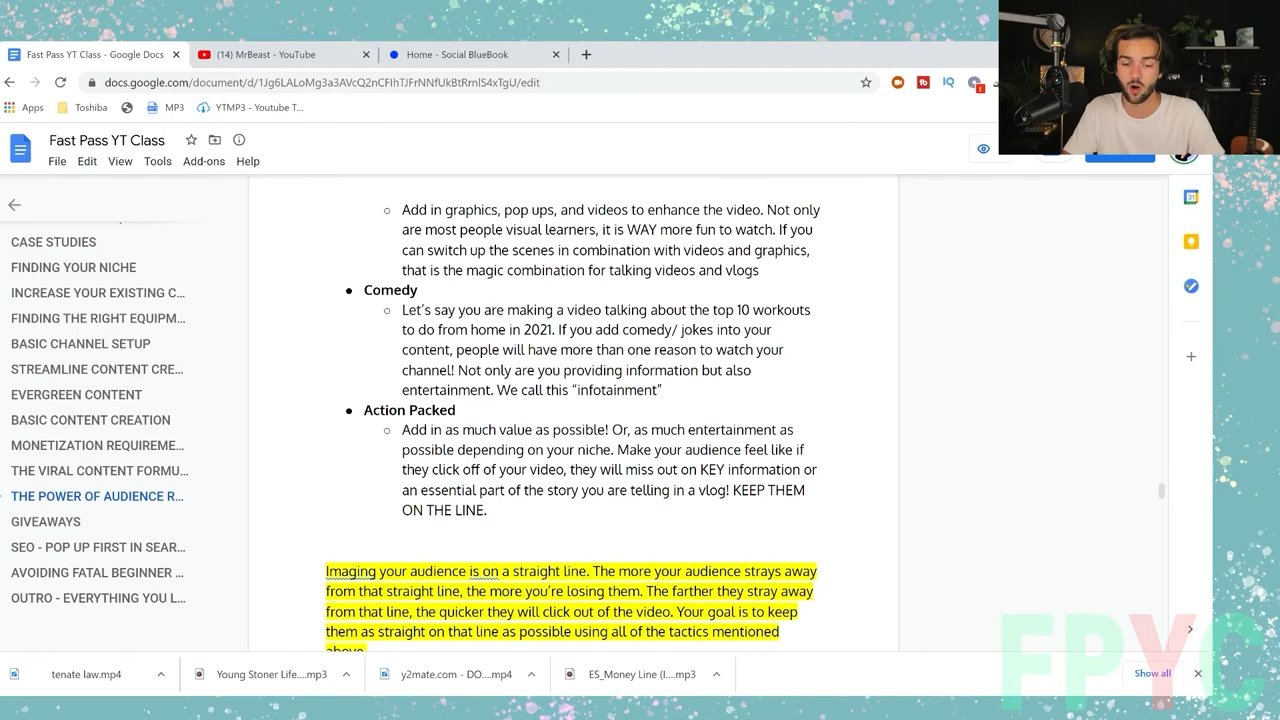 Fast Pass YT Class - Google Docs
(14) MrBeast - YouTube
Home - Social BlueBook
docs.google.com/document/d/
/edit
Apps
Toshiba
MP3
YTMP3 - Youtube T...
Fast Pass YT Class
File Edit View Tools Add-ons Help
CASE STUDIES
FINDING YOUR NICHE
INCREASE YOUR EXISTING C...
FINDING THE RIGHT EQUIPM...
BASIC CHANNEL SETUP
STREAMLINE CONTENT CRE...
EVERGREEN CONTENT
BASIC CONTENT CREATION
MONETIZATION REQUIREME...
THE VIRAL CONTENT FORMU...
THE POWER OF AUDIENCE R...
GIVEAWAYS
SEO - POP UP FIRST IN SEAR...
AVOIDING FATAL BEGINNER ...
OUTRO - EVERYTHING YOU L...
Add in graphics, pop ups, and videos to enhance the video. Not only
are most people visual learners, it is WAY more fun to watch. If you
can switch up the scenes in combination with videos and graphics,
that is the magic combination for talking videos and vlogs
Comedy
Let's say you are making a video talking about the top 10 workouts
to do from home in 2021. If you add comedy/ jokes into your
content, people will have more than one reason to watch your
channel! Not only are you providing information but also
entertainment. We call this "infotainment"
Action Packed
Add in as much value as possible! Or, as much entertainment as
possible depending on your niche. Make your audience feel like if
they click off of your video, they will miss out on KEY information or
an essential part of the story you are telling in a vlog! KEEP THEM
ON THE LINE.
Imaging your audience is on a straight line. The more your audience strays away
from that straight line, the more you're losing them. The farther they stray away
from that line, the quicker they will click out of the video. Your goal is to keep
them as straight on that line as possible using all of the tactics mentioned
above
IQ
31
FPYC
tenate law.mp4
Young Stoner Life....mp3
y2mate.com - DO....mp4
ES_Money Line (I....mp3
Show all